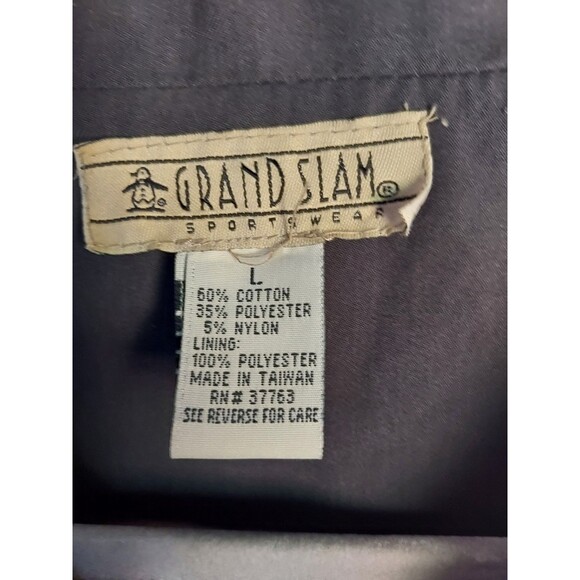 GRAND SLAM®
SPORTSWEAR
L
60% COTTON
35% POLYESTER
5% NYLON
LINING:
100% POLYESTER
MADE IN TAIWAN
RN# 37763
SEE REVERSE FOR CARE